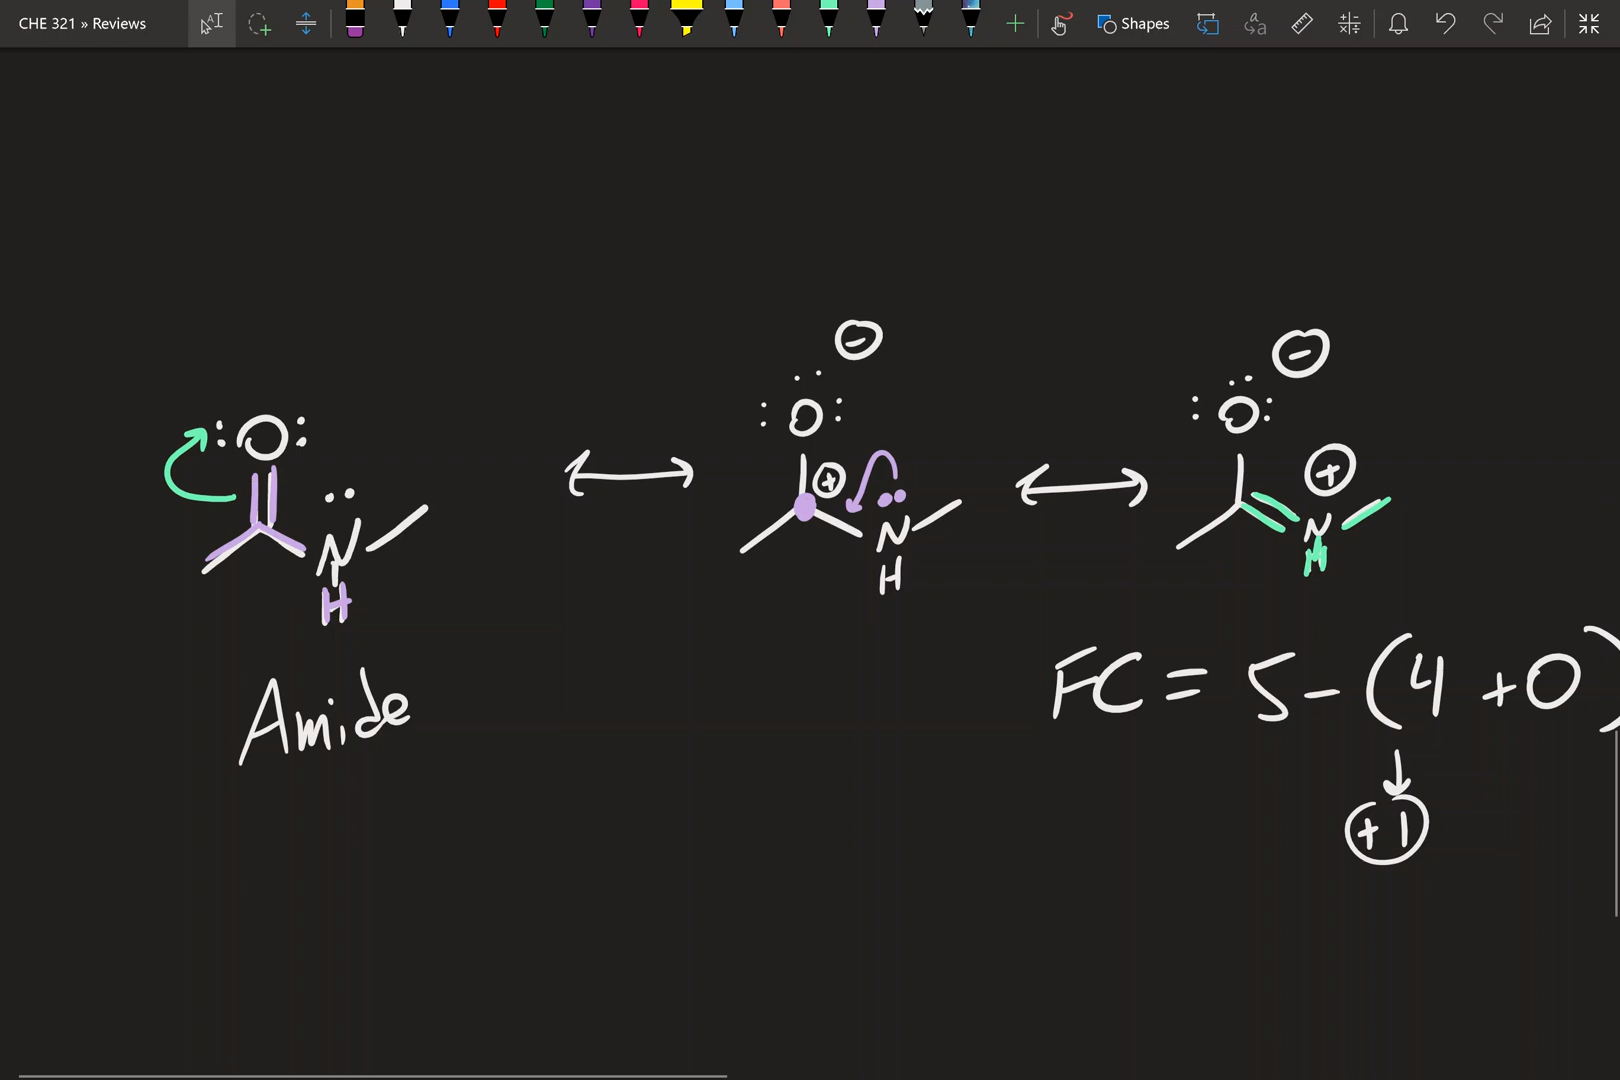 CHE 321 » Reviews
Shapes
⊖ ⊖
:O: :O: :O:
⊕ ⊕
N N N
H H H
FC = 5 - (4 + 0)
Amide
+1